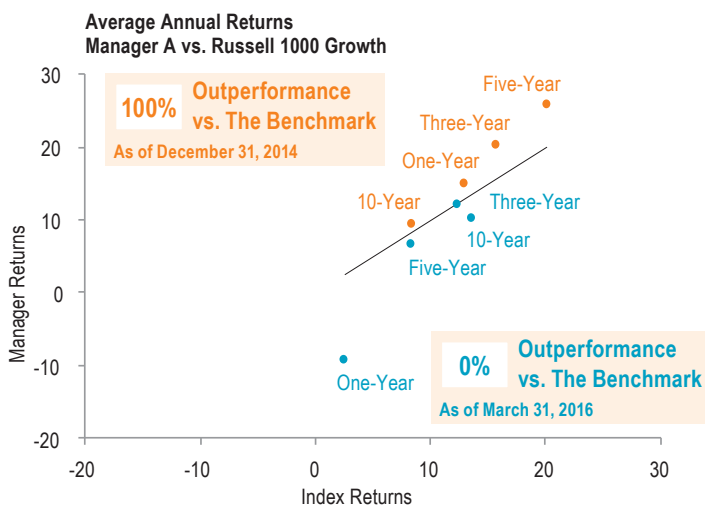 Average Annual Returns
Manager A vs. Russell 1000 Growth
30
20
10
0
-10
-20
Manager Returns
100%
Outperformance
vs. The Benchmark
As of December 31, 2014
Five-Year
Three-Year
One-Year
10-Year
Three-Year
10-Year
Five-Year
One-Year
0%
Outperformance
vs. The Benchmark
As of March 31, 2016
-20
-10
0
10
20
30
Index Returns